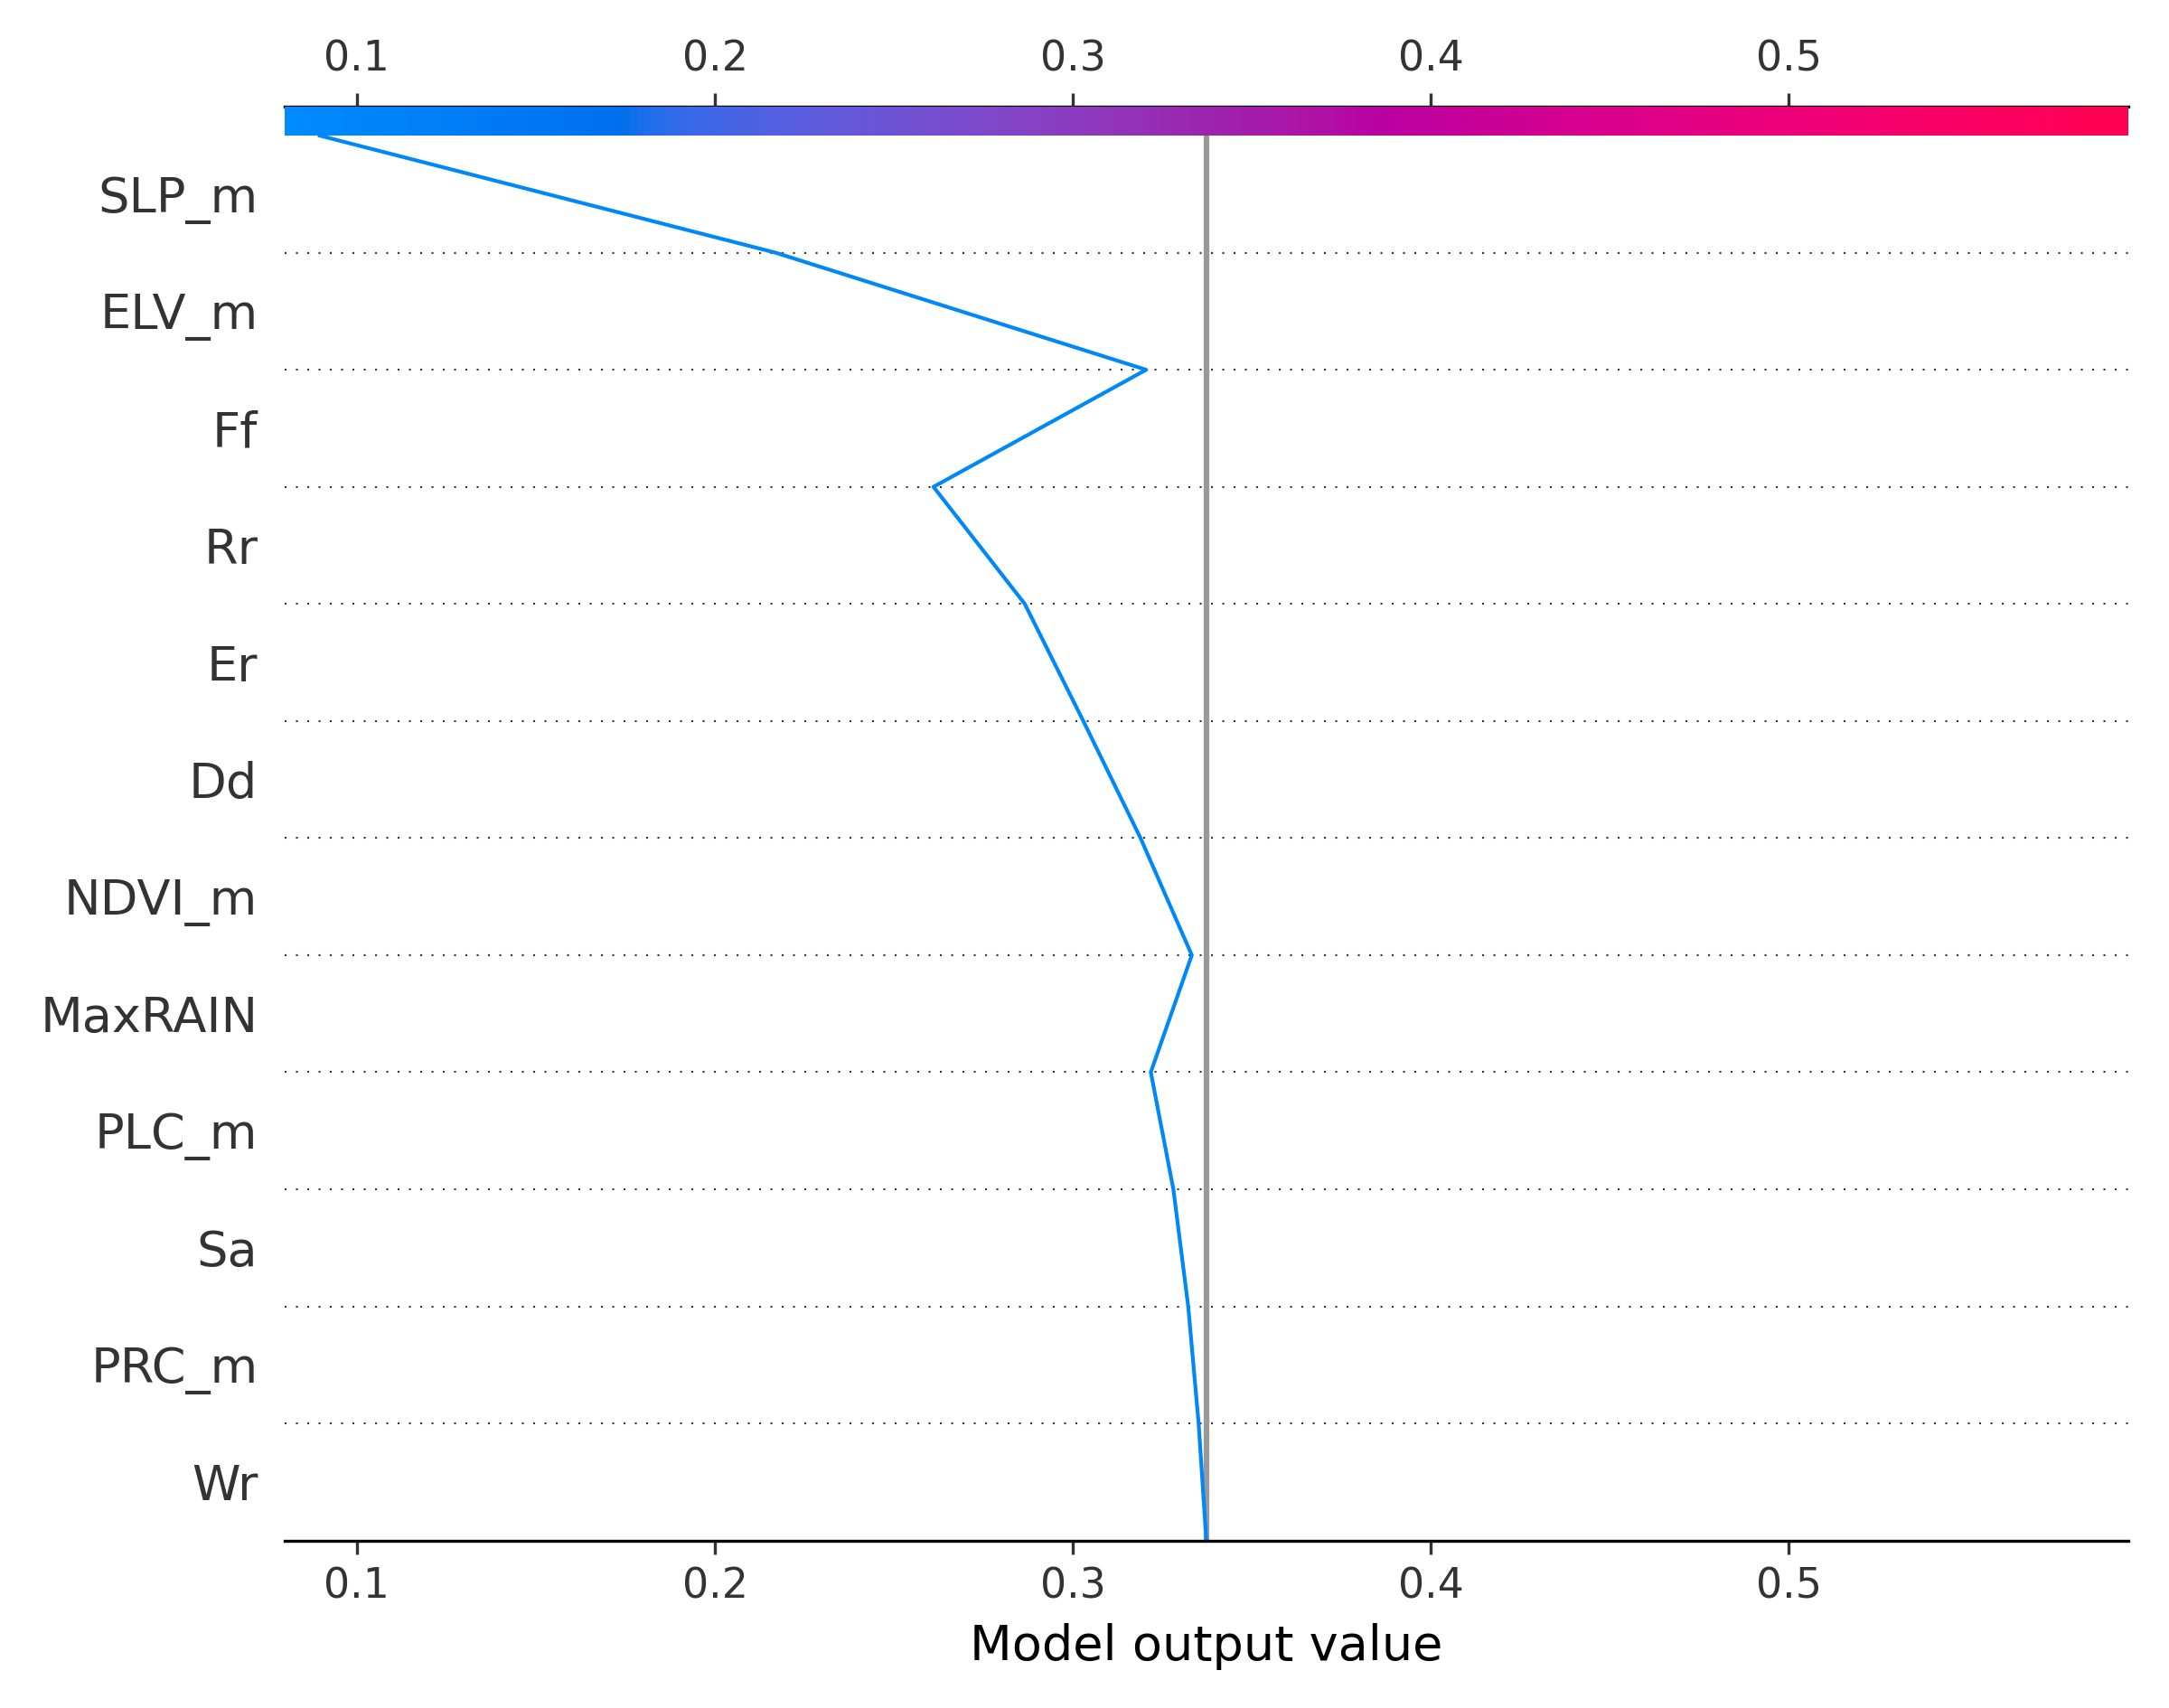 0.1 0.2 0.3 0.4 0.5
SLP_m
ELV_m
Ff
Rr
Er
Dd
NDVI_m
MaxRAIN
PLC_m
Sa
PRC_m
Wr
0.1 0.2 0.3 0.4 0.5
Model output value